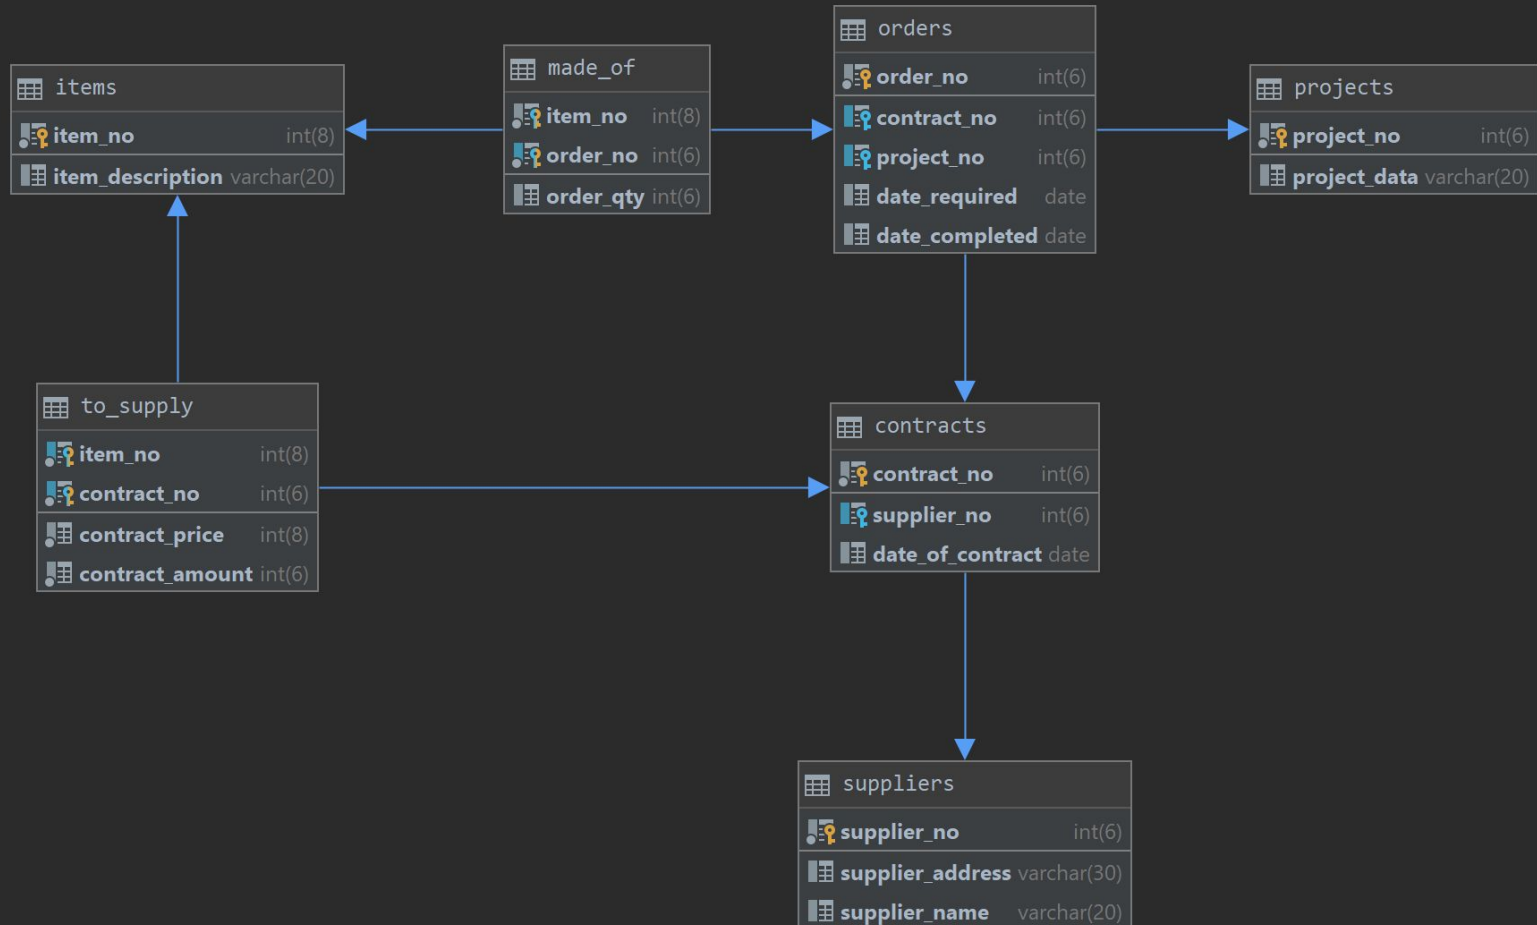 items
item_no int(8)
item_description varchar(20)
made_of
item_no int(8)
order_no int(6)
order_qty int(6)
orders
order_no int(6)
contract_no int(6)
project_no int(6)
date_required date
date_completed date
projects
project_no int(6)
project_data varchar(20)
to_supply
item_no int(8)
contract_no int(6)
contract_price int(8)
contract_amount int(6)
contracts
contract_no int(6)
supplier_no int(6)
date_of_contract date
suppliers
supplier_no int(6)
supplier_address varchar(30)
supplier_name varchar(20)